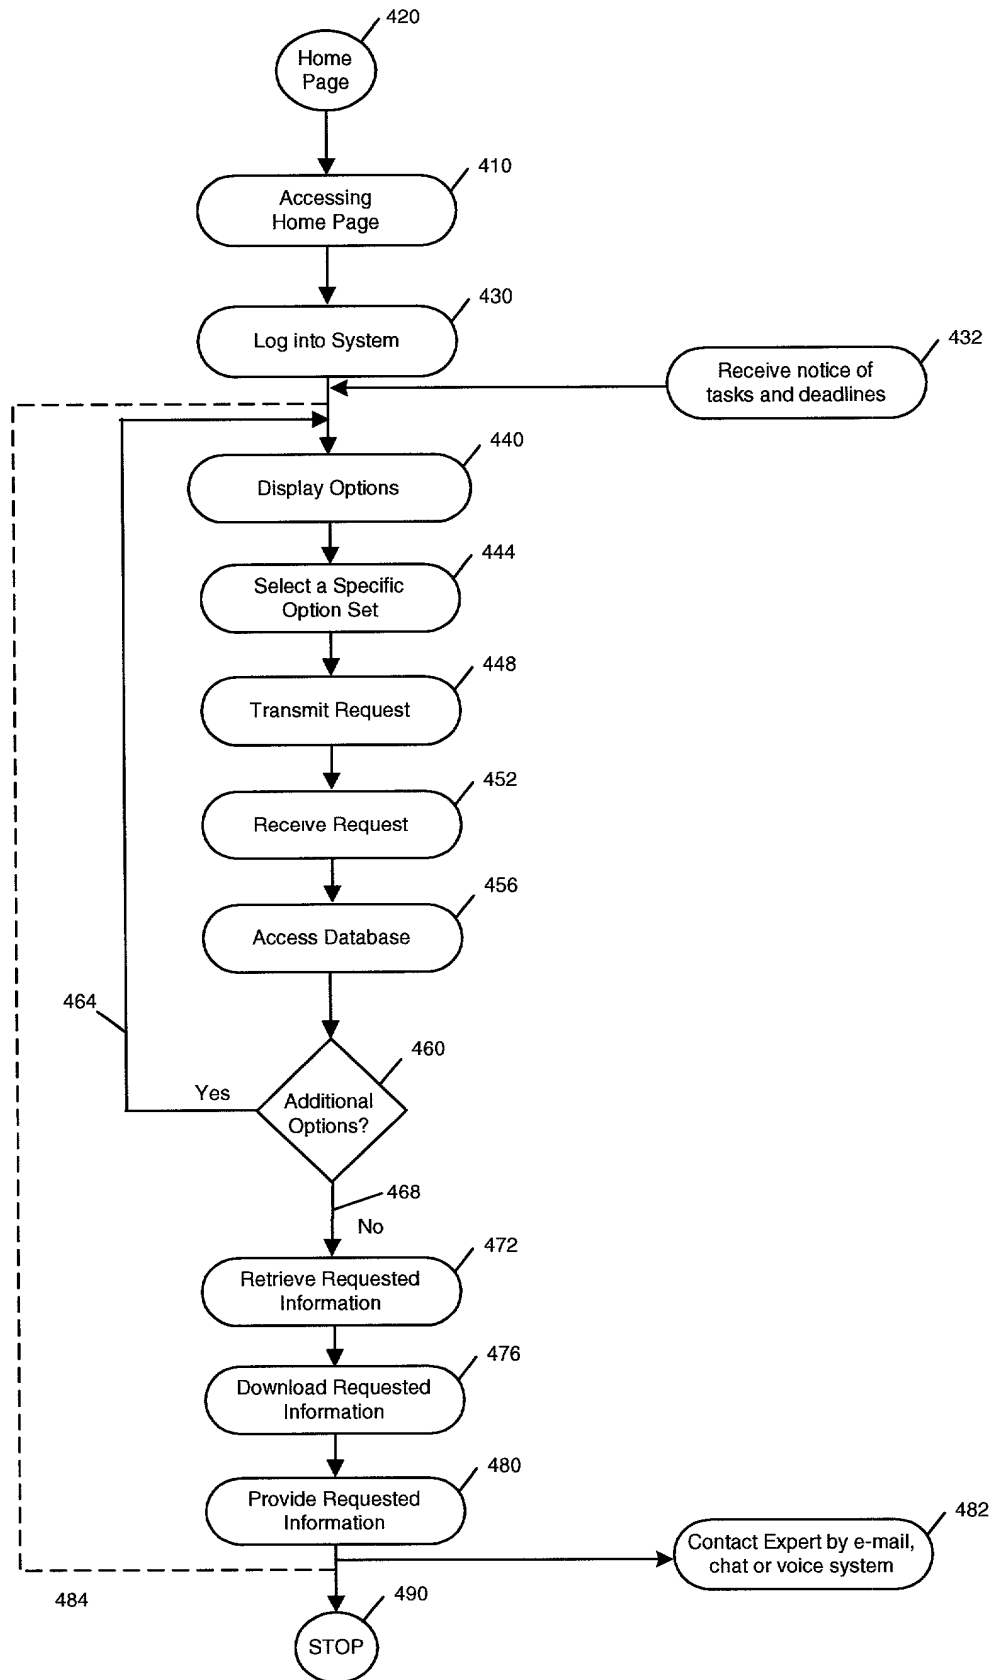 420
Home
Page
410
Accessing
Home Page
430
Log into System
432
Receive notice of
tasks and deadlines
440
Display Options
444
Select a Specific
Option Set
448
Transmit Request
452
Receive Request
456
Access Database
464
460
Yes
Additional
Options?
468
No
472
Retrieve Requested
Information
476
Download Requested
Information
480
Provide Requested
Information
482
Contact Expert by e-mail,
chat or voice system
484
490
STOP